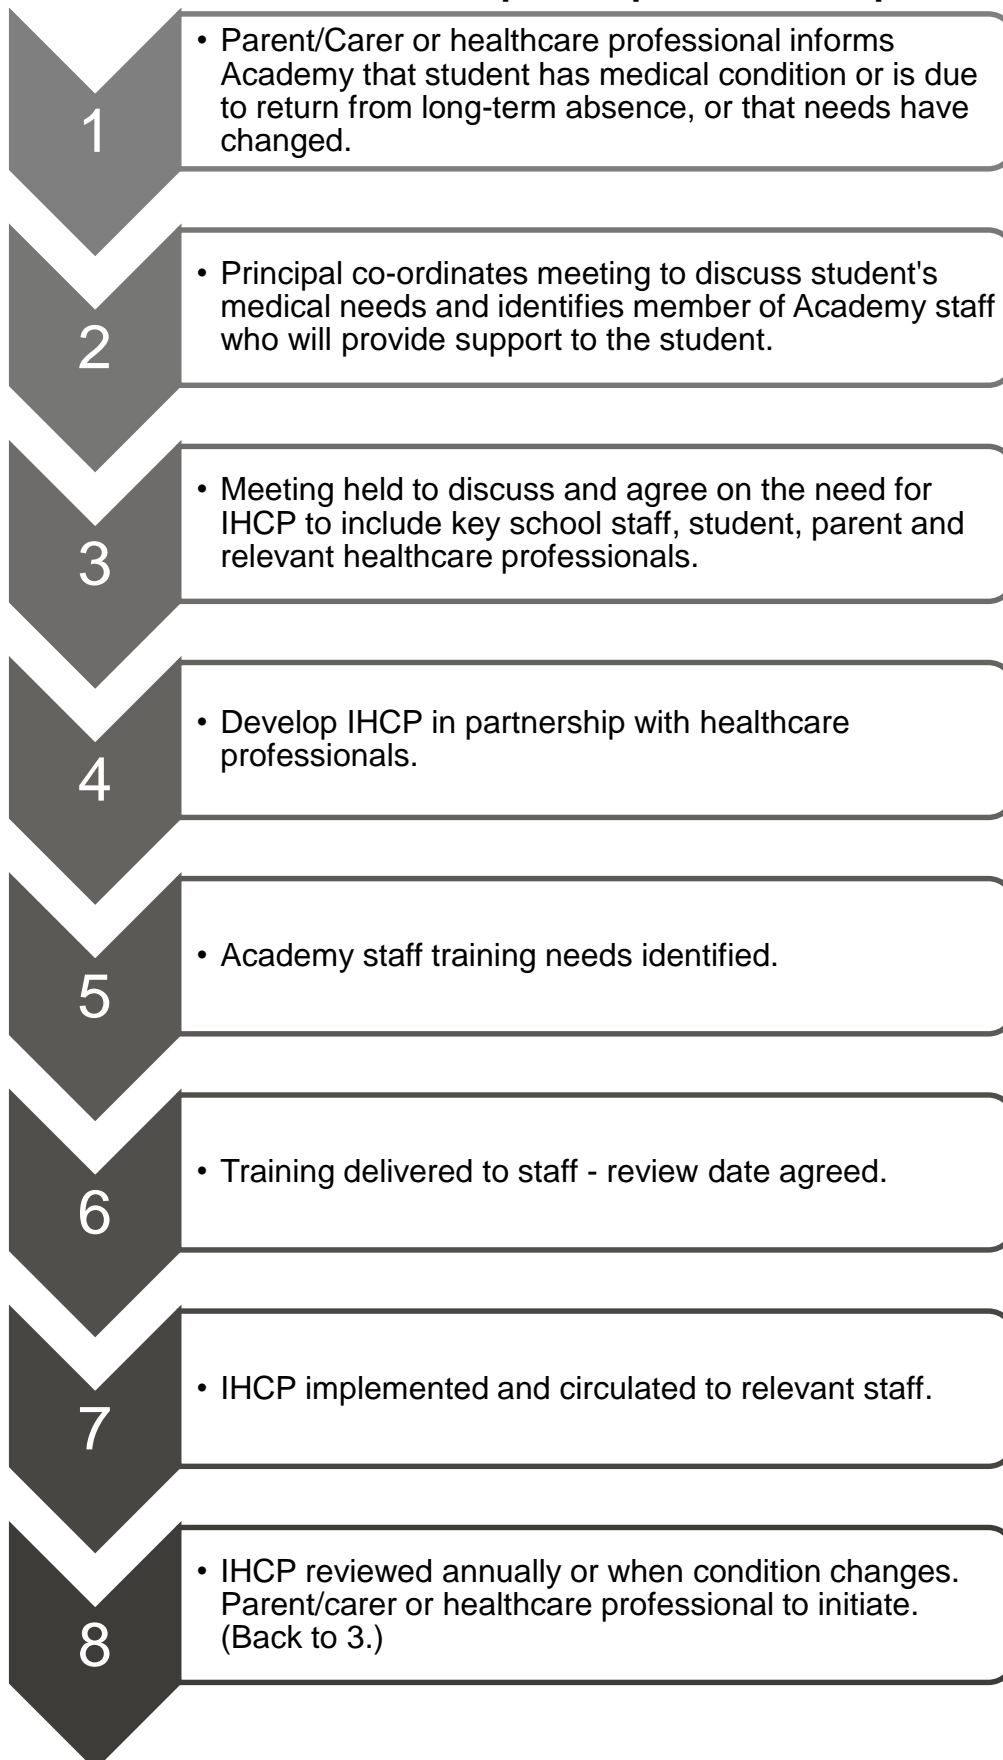 1
• Parent/Carer or healthcare professional informs
Academy that student has medical condition or is due
to return from long-term absence, or that needs have
changed.
2
• Principal co-ordinates meeting to discuss student's
medical needs and identifies member of Academy staff
who will provide support to the student.
3
• Meeting held to discuss and agree on the need for
IHCP to include key school staff, student, parent and
relevant healthcare professionals.
4
• Develop IHCP in partnership with healthcare
professionals.
5
• Academy staff training needs identified.
6
• Training delivered to staff - review date agreed.
7
• IHCP implemented and circulated to relevant staff.
8
• IHCP reviewed annually or when condition changes.
Parent/carer or healthcare professional to initiate.
(Back to 3.)